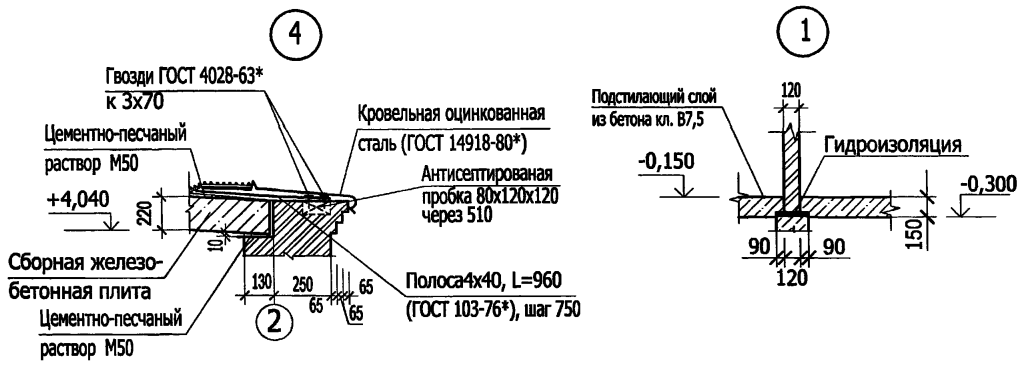 4
Гвозди ГОСТ 4028-63*
к 3х70
Цементно-песчаный
раствор М50
Кровельная оцинкованная
сталь (ГОСТ 14918-80*)
Антисептированая
пробка 80х120х120
через 510
+4,040
220
10
Сборная железо-
бетонная плита
130
250
65
65
65
Полоса4х40, L=960
(ГОСТ 103-76*), шаг 750
2
Цементно-песчаный
раствор М50
1
120
Подстилающий слой
из бетона кл. В7,5
Гидроизоляция
-0,150
-0,300
150
90
90
120